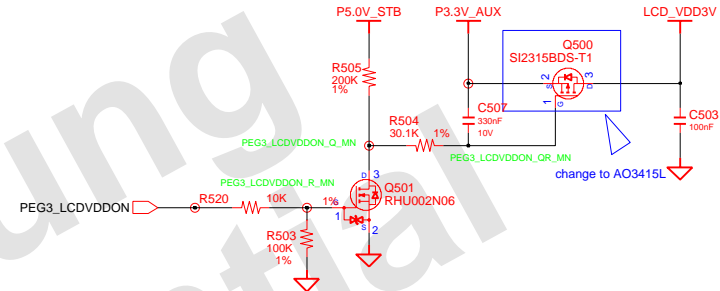 P5.0V_STB
P3.3V_AUX
LCD_VDD3V
Q500
SI2315BDS-T1
R505
200K
1%
2
3
S
D
1
G
C507
330nF
10V
C503
100nF
R504
30.1K
1%
PEG3_LCDVDDON_Q_MN
PEG3_LCDVDDON_QR_MN
change to AO3415L
D
3
Q501
RHU002N06
PEG3_LCDVDDON_R_MN
PEG3_LCDVDDON
R520
10K
1%
G
1
S
2
R503
100K
1%
ung
ntial